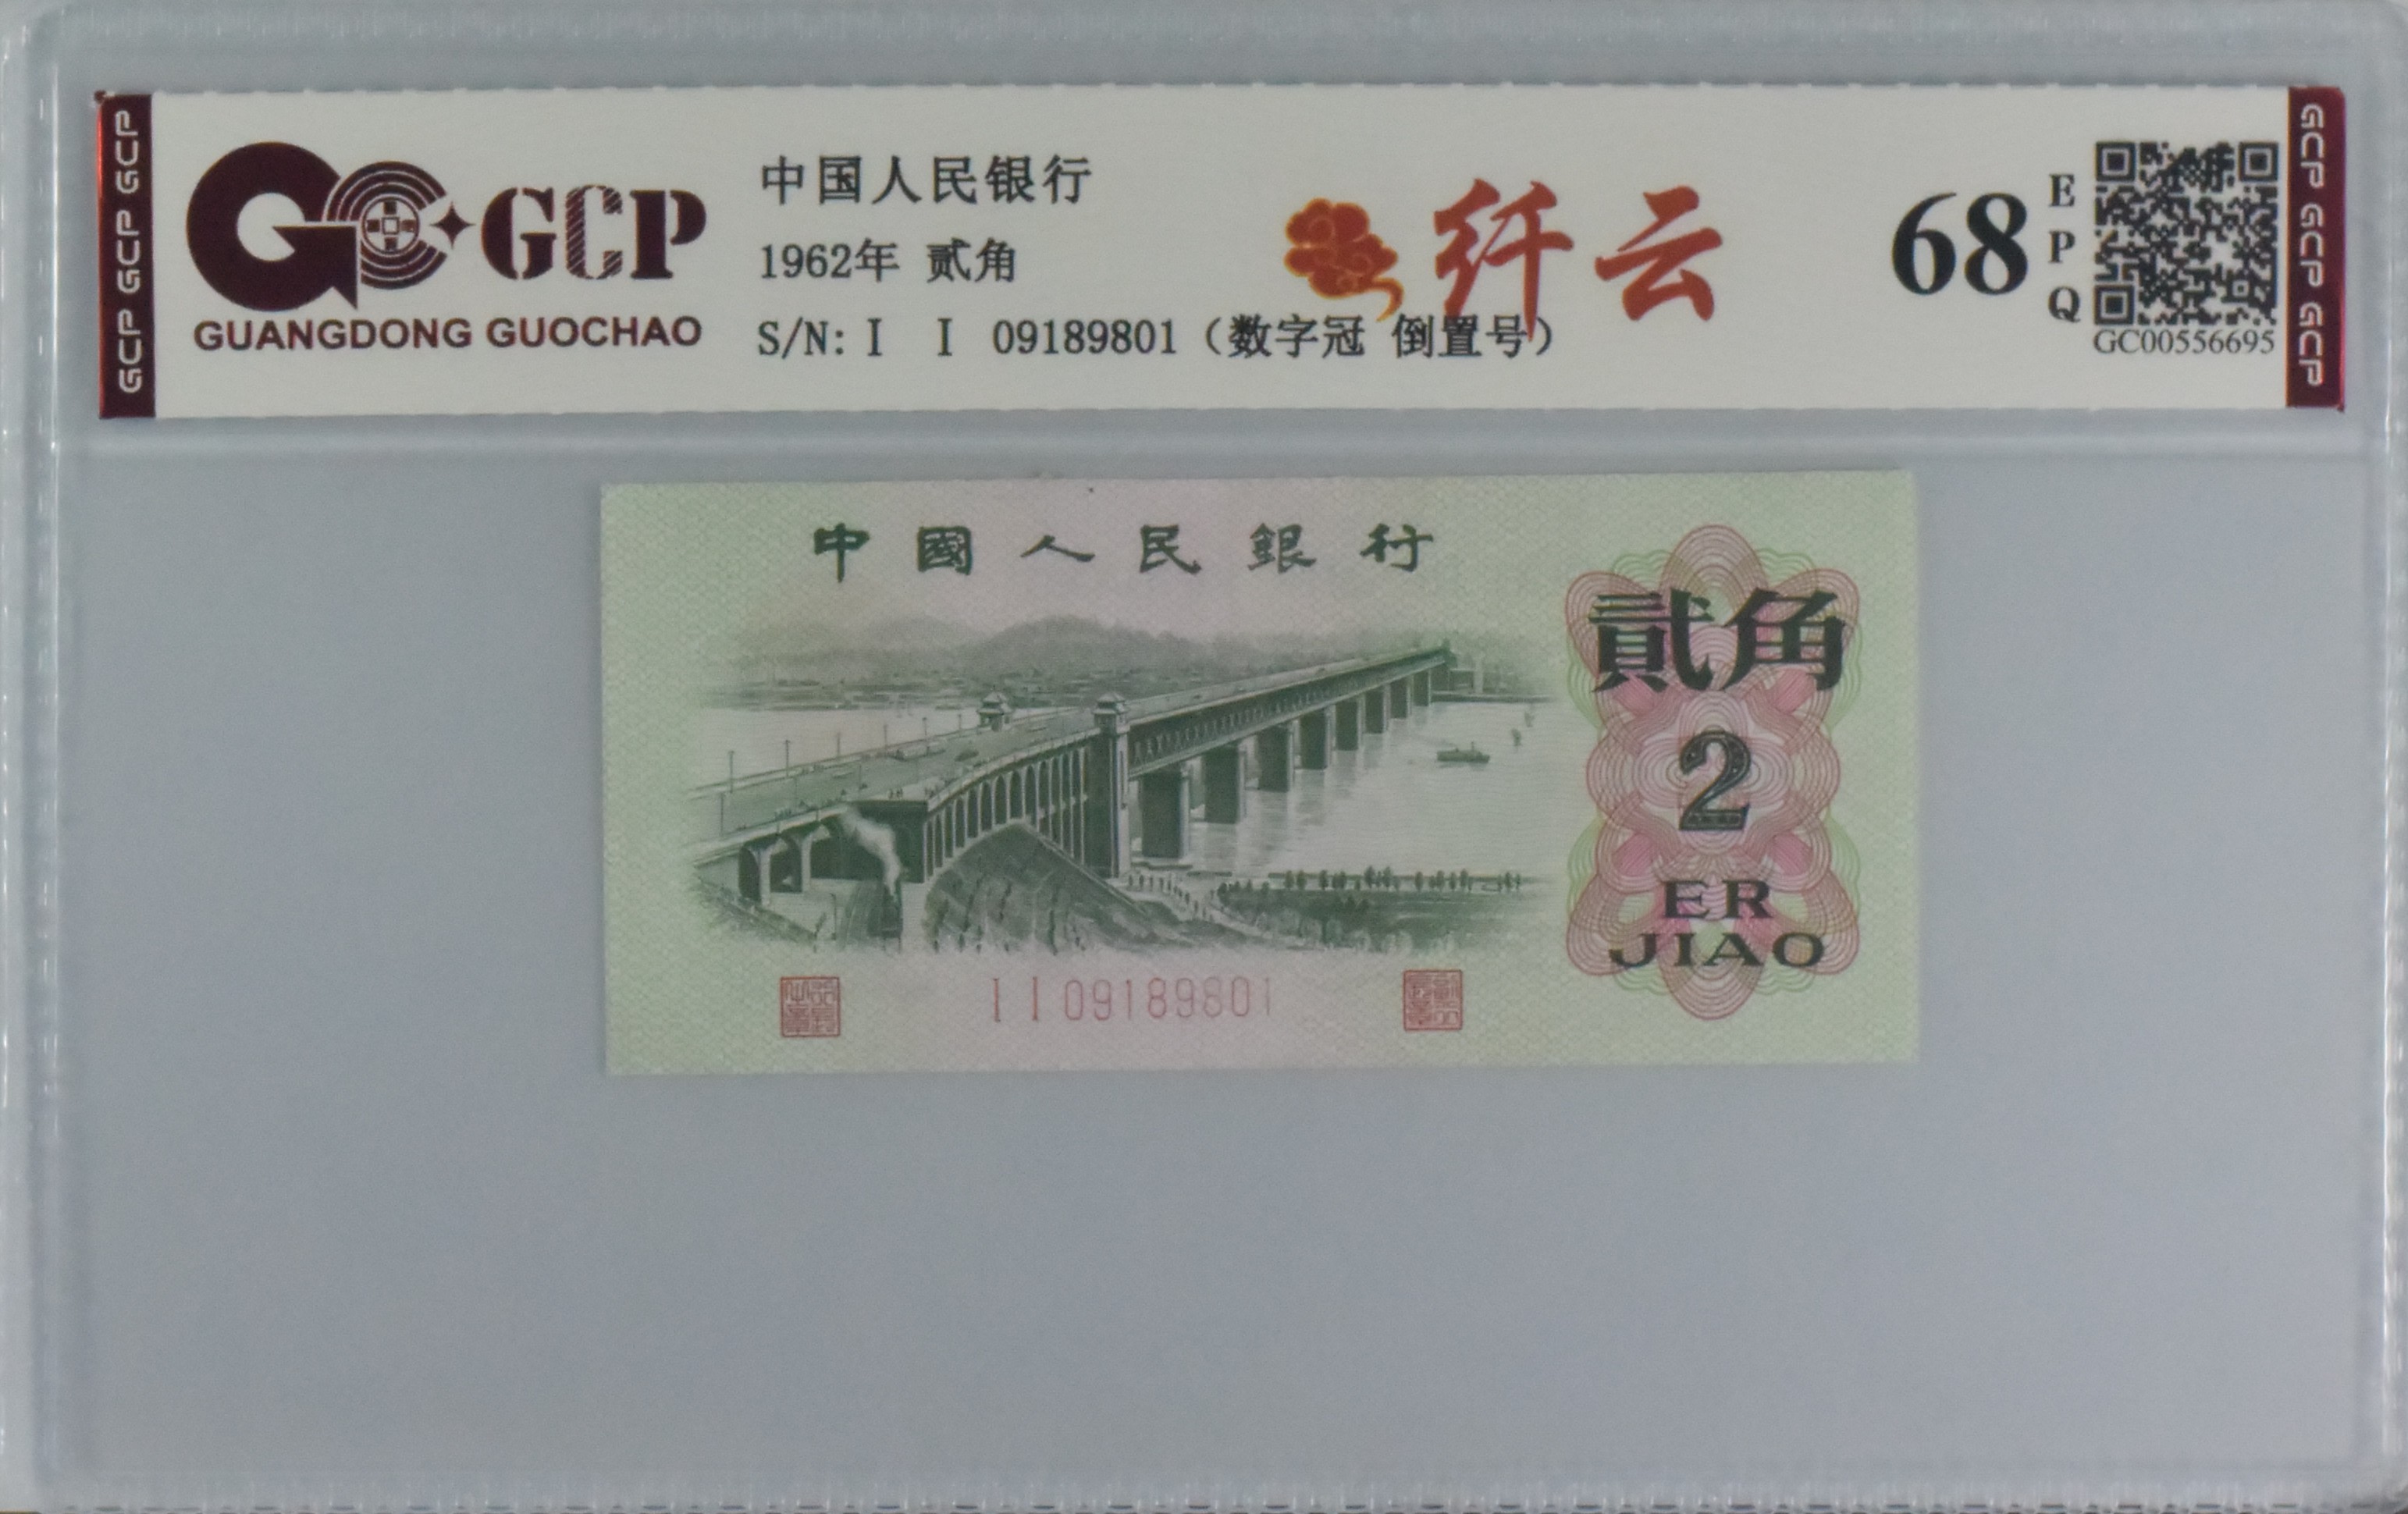 GCP GCP GCP
GCP
GUANGDONG GUOCHAO
中国人民银行
1962年 贰角
S/N: I I 09189801（数字冠 倒置号）
纤云
68
EPQ
GC00556695
GCP GCP GCP
中國人民銀行
貳角
2
ER
JIAO
I I 09189801